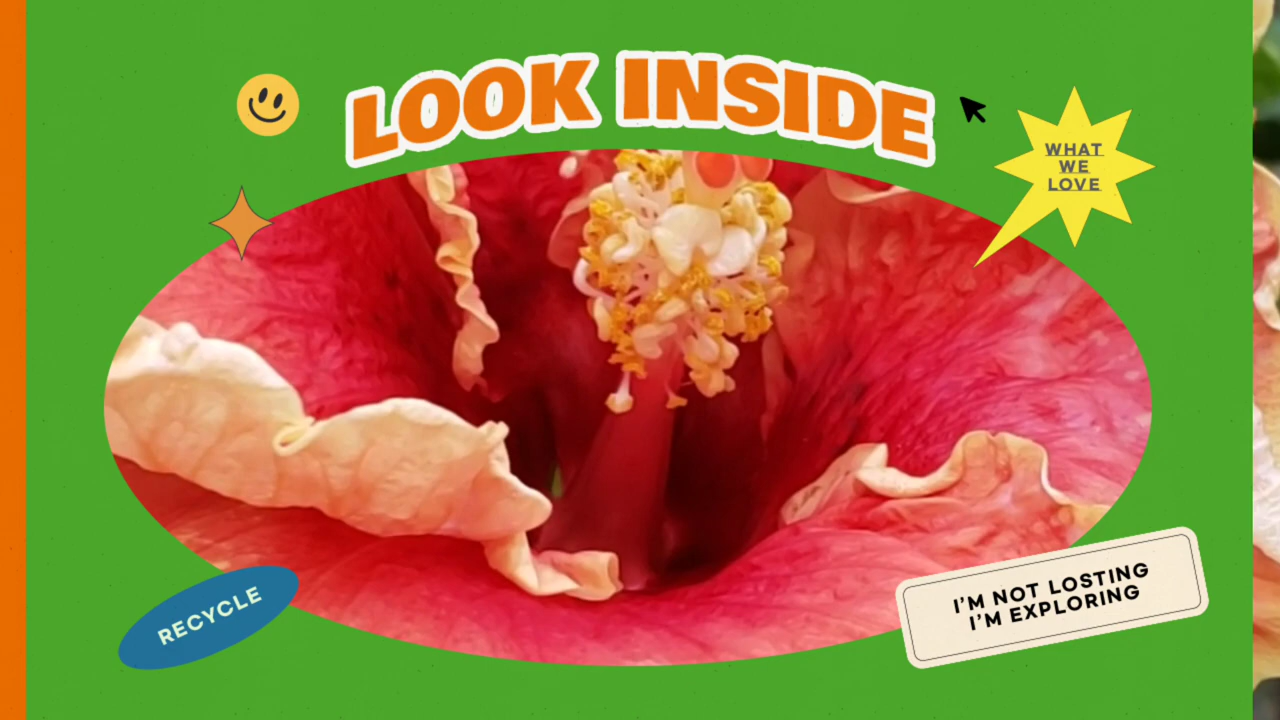 LOOK INSIDE
WHAT
WE
LOVE
RECYCLE
I'M NOT LOSTING
I'M EXPLORING